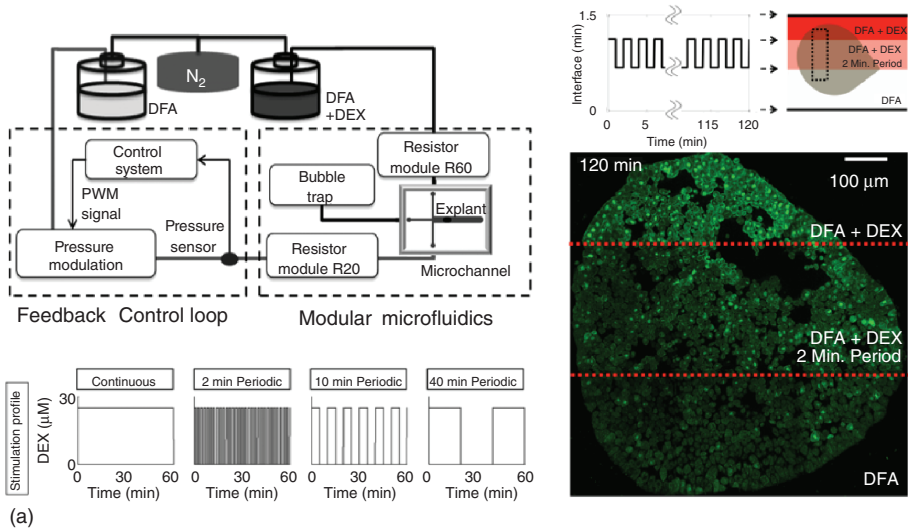 N2
DFA
DFA
+DEX
Control
system
PWM
signal
Pressure
sensor
Pressure
modulation
Feedback Control loop
Resistor
module R60
Bubble
trap
Explant
Resistor
module R20
Microchannel
Modular microfluidics
Stimulation profile
Continuous
2 min Periodic
10 min Periodic
40 min Periodic
DEX (μM)
30
0
0 30 60
Time (min)
0 30 60
Time (min)
0 30 60
Time (min)
0 30 60
Time (min)
(a)
Interface (min)
1.5
0
0 5 115 120
Time (min)
DFA + DEX
DFA + DEX
2 Min. Period
DFA
120 min
100 μm
DFA + DEX
DFA + DEX
2 Min. Period
DFA